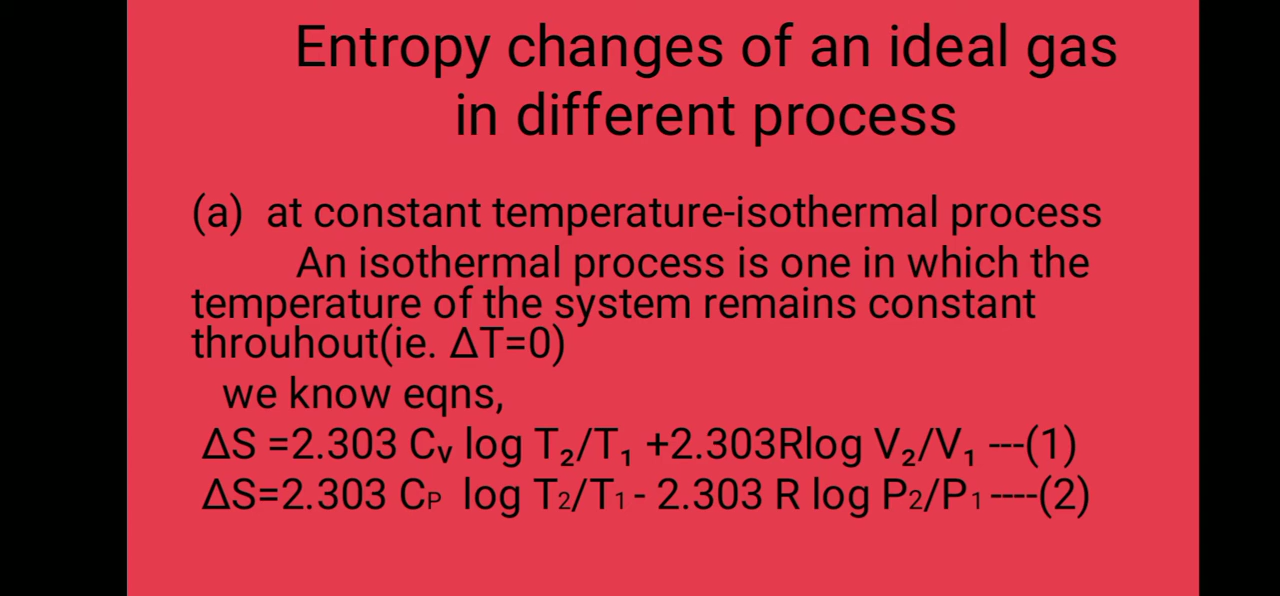 Entropy changes of an ideal gas
in different process
(a) at constant temperature-isothermal process
An isothermal process is one in which the
temperature of the system remains constant
throuhout(ie. ΔT=0)
we know eqns,
ΔS =2.303 Cᵥ log T₂/T₁ +2.303Rlog V₂/V₁ ---(1)
ΔS=2.303 CP log T2/T1 - 2.303 R log P2/P1 ----(2)